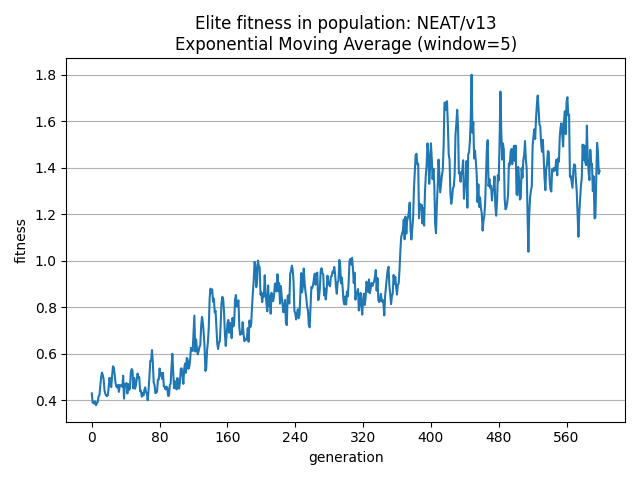 Elite fitness in population: NEAT/v13
Exponential Moving Average (window=5)
1.8
1.6
1.4
1.2
1.0
0.8
0.6
0.4
fitness
0 80 160 240 320 400 480 560
generation